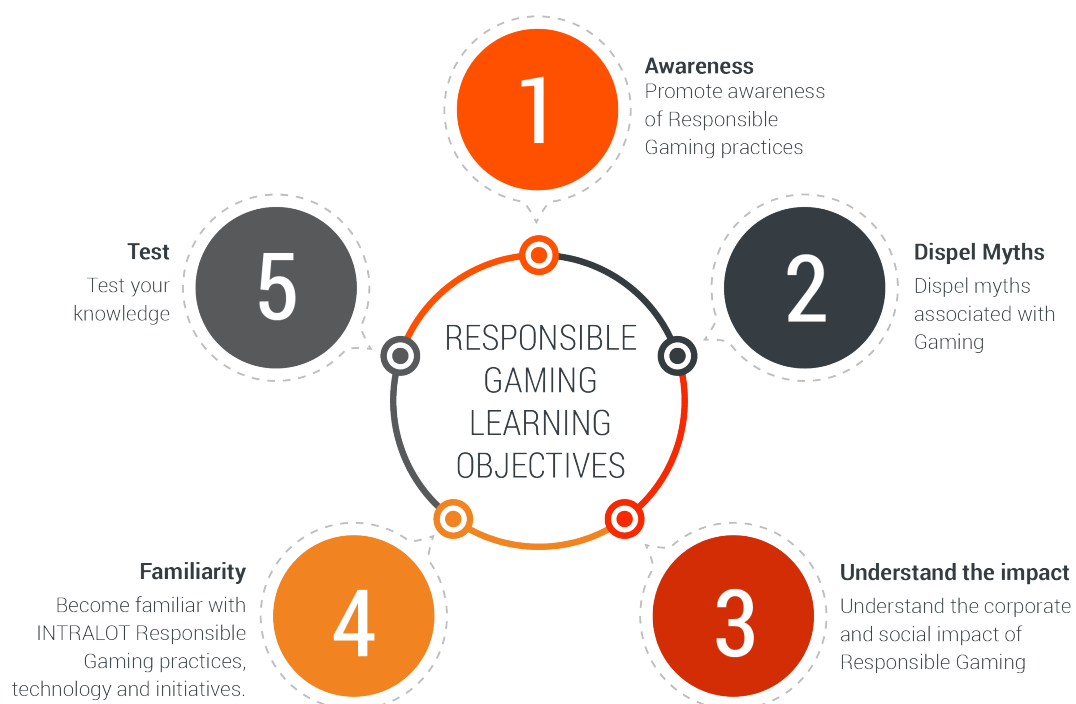 1
Awareness
Promote awareness
of Responsible
Gaming practices
2
Dispel Myths
Dispel myths
associated with
Gaming
3
Understand the impact
Understand the corporate
and social impact of
Responsible Gaming
4
Familiarity
Become familiar with
INTRALOT Responsible
Gaming practices,
technology and initiatives.
5
Test
Test your
knowledge
RESPONSIBLE
GAMING
LEARNING
OBJECTIVES